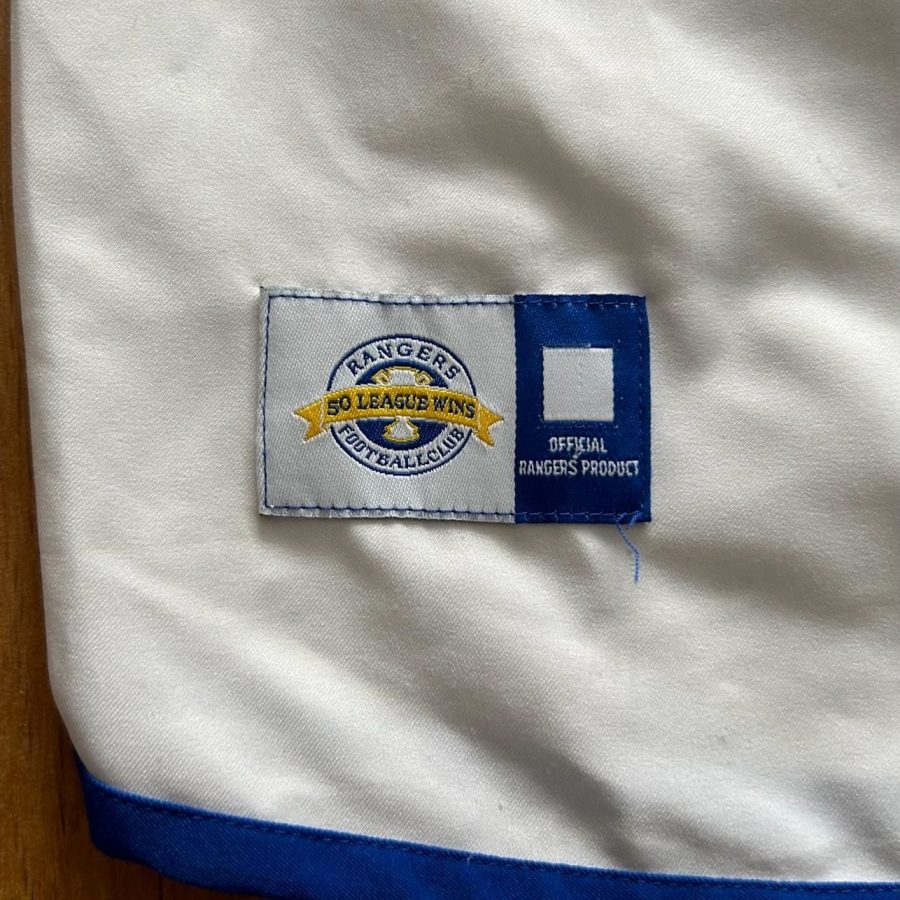 RANGERS
50 LEAGUE WINS
FOOTBALL CLUB
OFFICIAL
RANGERS PRODUCT